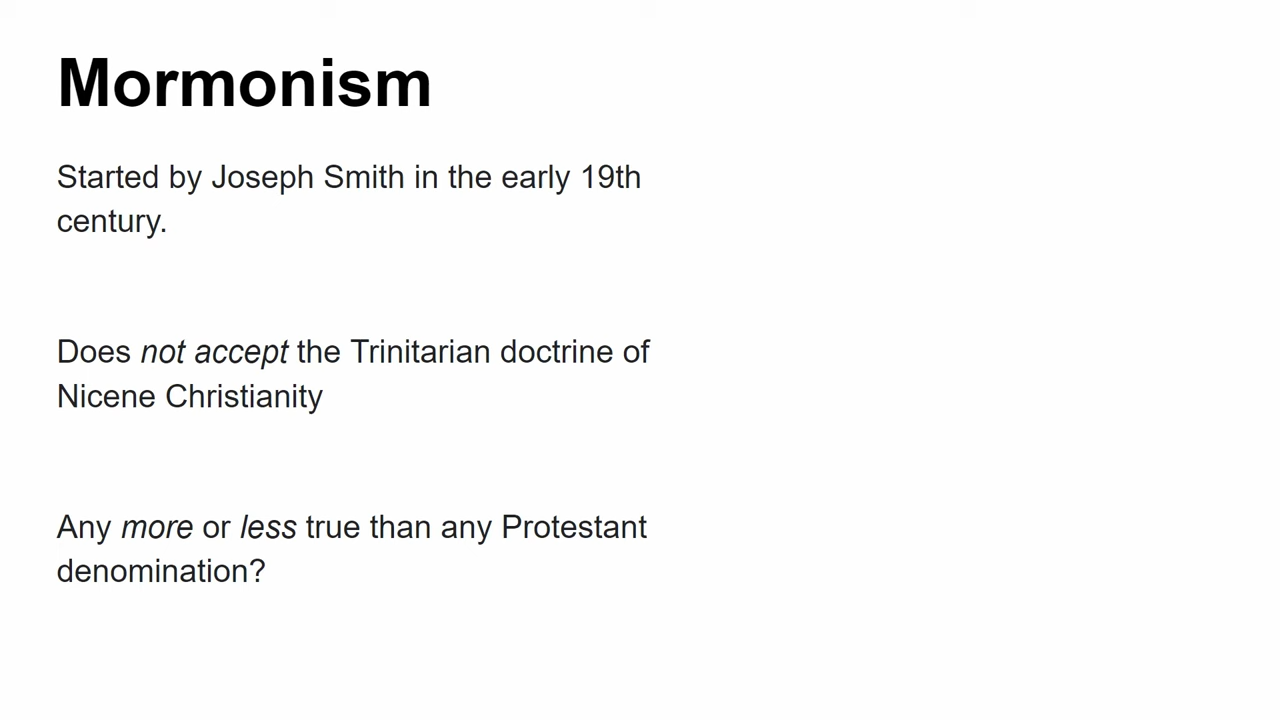 Mormonism
Started by Joseph Smith in the early 19th
century.
Does not accept the Trinitarian doctrine of
Nicene Christianity
Any more or less true than any Protestant
denomination?